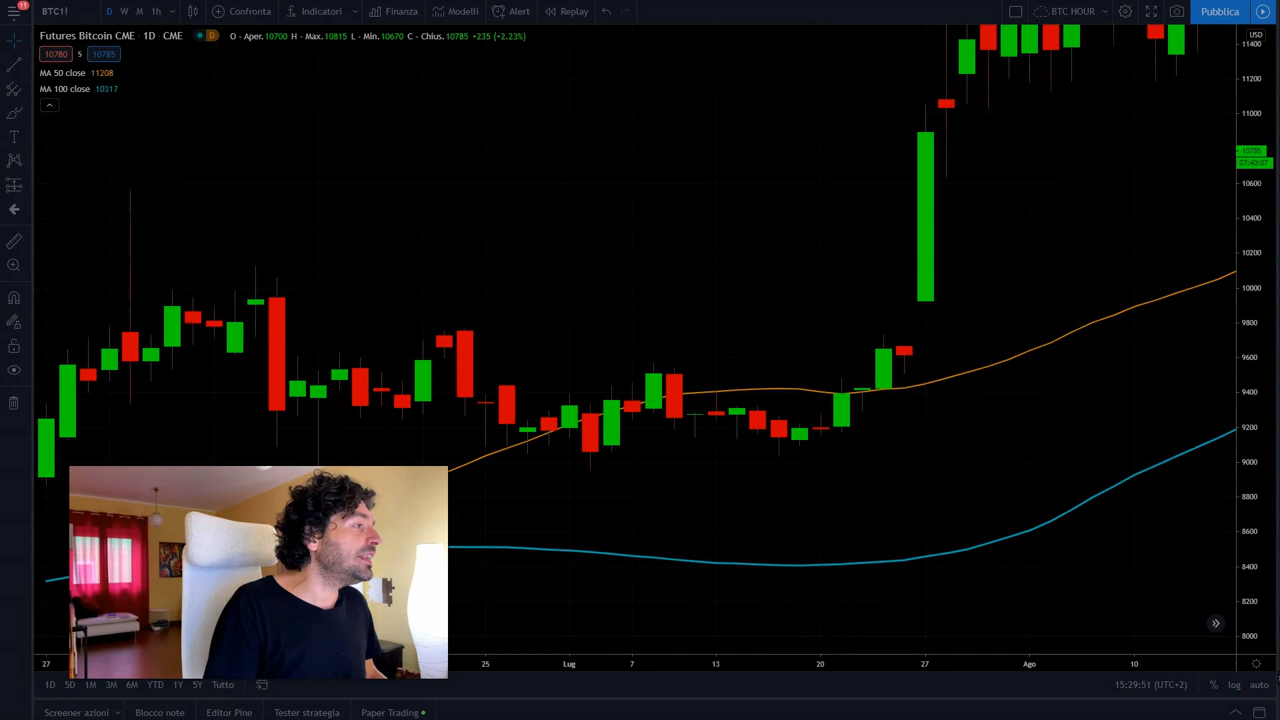 11
BTC1! D W M 1h Confronta Indicatori Finanza Modelli Alert Replay BTC HOUR Pubblica
Futures Bitcoin CME · 1D · CME D O - Aper.10700 H - Max.10815 L - Min.10670 C - Chius.10785 +235 (+2.23%)
10780 5 10785
MA 50 close 11208
MA 100 close 10317
USD
11400
11200
11000
10785
07:40:07
10600
10400
10200
10000
9800
9600
9400
9200
9000
8800
8600
8400
8200
8000
27 25 Lug 7 13 20 27 Ago 10
1D 5D 1M 3M 6M YTD 1Y 5Y Tutto 15:29:51 (UTC+2) % log auto
Screener azioni Blocco note Editor Pine Tester strategia Paper Trading